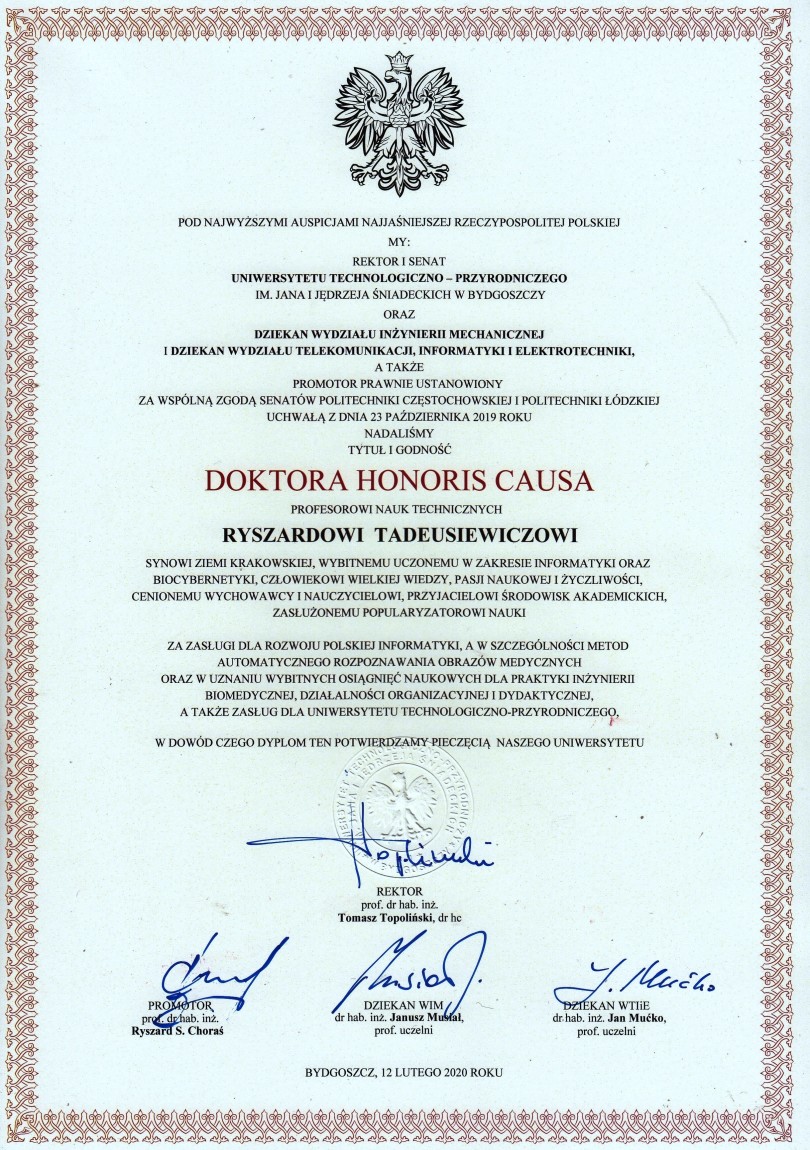 POD NAJWYŻSZYMI AUSPICJAMI NAJJAŚNIEJSZEJ RZECZYPOSPOLITEJ POLSKIEJ
MY:
REKTOR I SENAT
UNIWERSYTETU TECHNOLOGICZNO – PRZYRODNICZEGO
IM. JANA I JĘDRZEJA ŚNIADECKICH W BYDGOSZCZY
ORAZ
DZIEKAN WYDZIAŁU INŻYNIERII MECHANICZNEJ
I DZIEKAN WYDZIAŁU TELEKOMUNIKACJI, INFORMATYKI I ELEKTROTECHNIKI,
A TAKŻE
PROMOTOR PRAWNIE USTANOWIONY
ZA WSPÓLNĄ ZGODĄ SENATÓW POLITECHNIKI CZĘSTOCHOWSKIEJ I POLITECHNIKI ŁÓDZKIEJ
UCHWAŁĄ Z DNIA 23 PAŹDZIERNIKA 2019 ROKU
NADALIŚMY
TYTUŁ I GODNOŚĆ
DOKTORA HONORIS CAUSA
PROFESOROWI NAUK TECHNICZNYCH
RYSZARDOWI TADEUSIEWICZOWI
SYNOWI ZIEMI KRAKOWSKIEJ, WYBITNEMU UCZONEMU W ZAKRESIE INFORMATYKI ORAZ
BIOCYBERNETYKI, CZŁOWIEKOWI WIELKIEJ WIEDZY, PASJI NAUKOWEJ I ŻYCZLIWOŚCI,
CENIONEMU WYCHOWAWCY I NAUCZYCIELOWI, PRZYJACIELOWI ŚRODOWISK AKADEMICKICH,
ZASŁUŻONEMU POPULARYZATOROWI NAUKI
ZA ZASŁUGI DLA ROZWOJU POLSKIEJ INFORMATYKI, A W SZCZEGÓLNOŚCI METOD
AUTOMATYCZNEGO ROZPOZNAWANIA OBRAZÓW MEDYCZNYCH
ORAZ W UZNANIU WYBITNYCH OSIĄGNIĘĆ NAUKOWYCH DLA PRAKTYKI INŻYNIERII
BIOMEDYCZNEJ, DZIAŁALNOŚCI ORGANIZACYJNEJ I DYDAKTYCZNEJ,
A TAKŻE ZASŁUG DLA UNIWERSYTETU TECHNOLOGICZNO-PRZYRODNICZEGO,
W DOWÓD CZEGO DYPLOM TEN POTWIERDZAMY PIECZĘCIĄ NASZEGO UNIWERSYTETU
REKTOR
prof. dr hab. inż.
Tomasz Topoliński, dr hc
J. Mućko
PROMOTOR
prof. dr hab. inż.
Ryszard S. Choraś
DZIEKAN WIM
dr hab. inż. Janusz Musiał,
prof. uczelni
DZIEKAN WTIiE
dr hab. inż. Jan Mućko,
prof. uczelni
BYDGOSZCZ, 12 LUTEGO 2020 ROKU